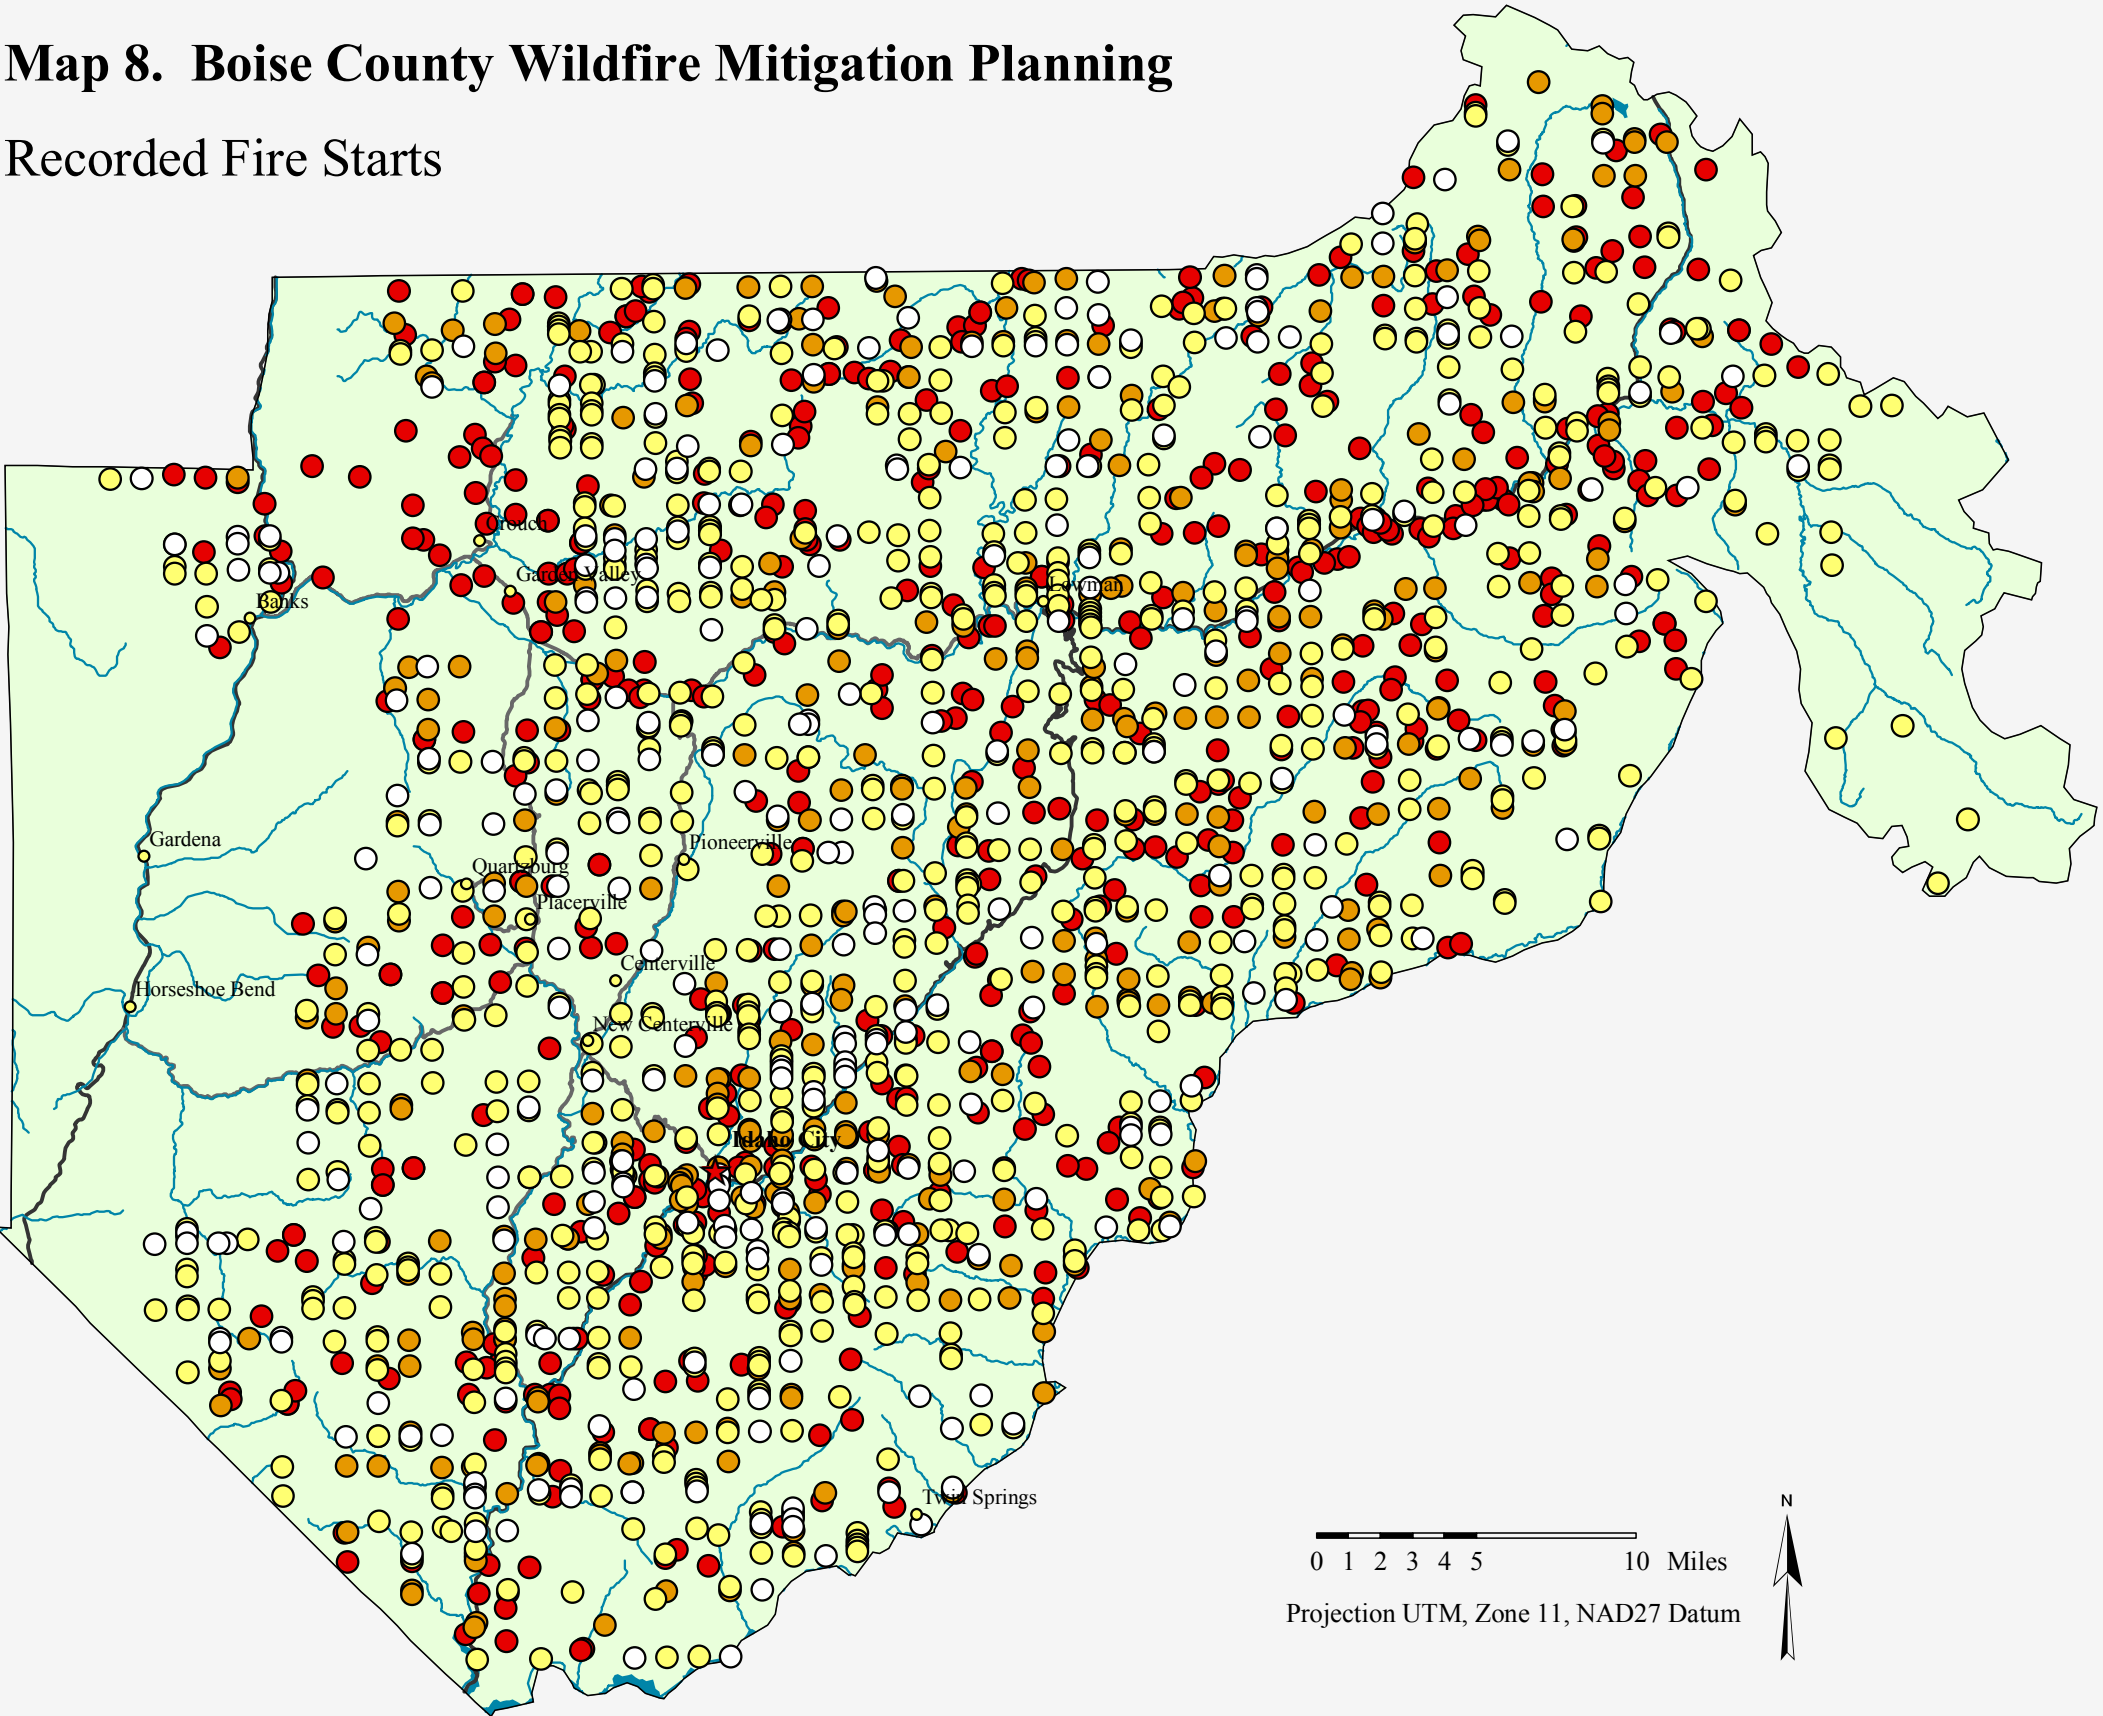 Map 8.  Boise County Wildfire Mitigation Planning
Recorded Fire Starts
Crouch
Garden Valley
Lowman
Banks
Gardena
Pioneerville
Quartzburg
Placerville
Centerville
Horseshoe Bend
New Centerville
Idaho City
Twin Springs
N
0 1 2 3 4 5 10 Miles
Projection UTM, Zone 11, NAD27 Datum